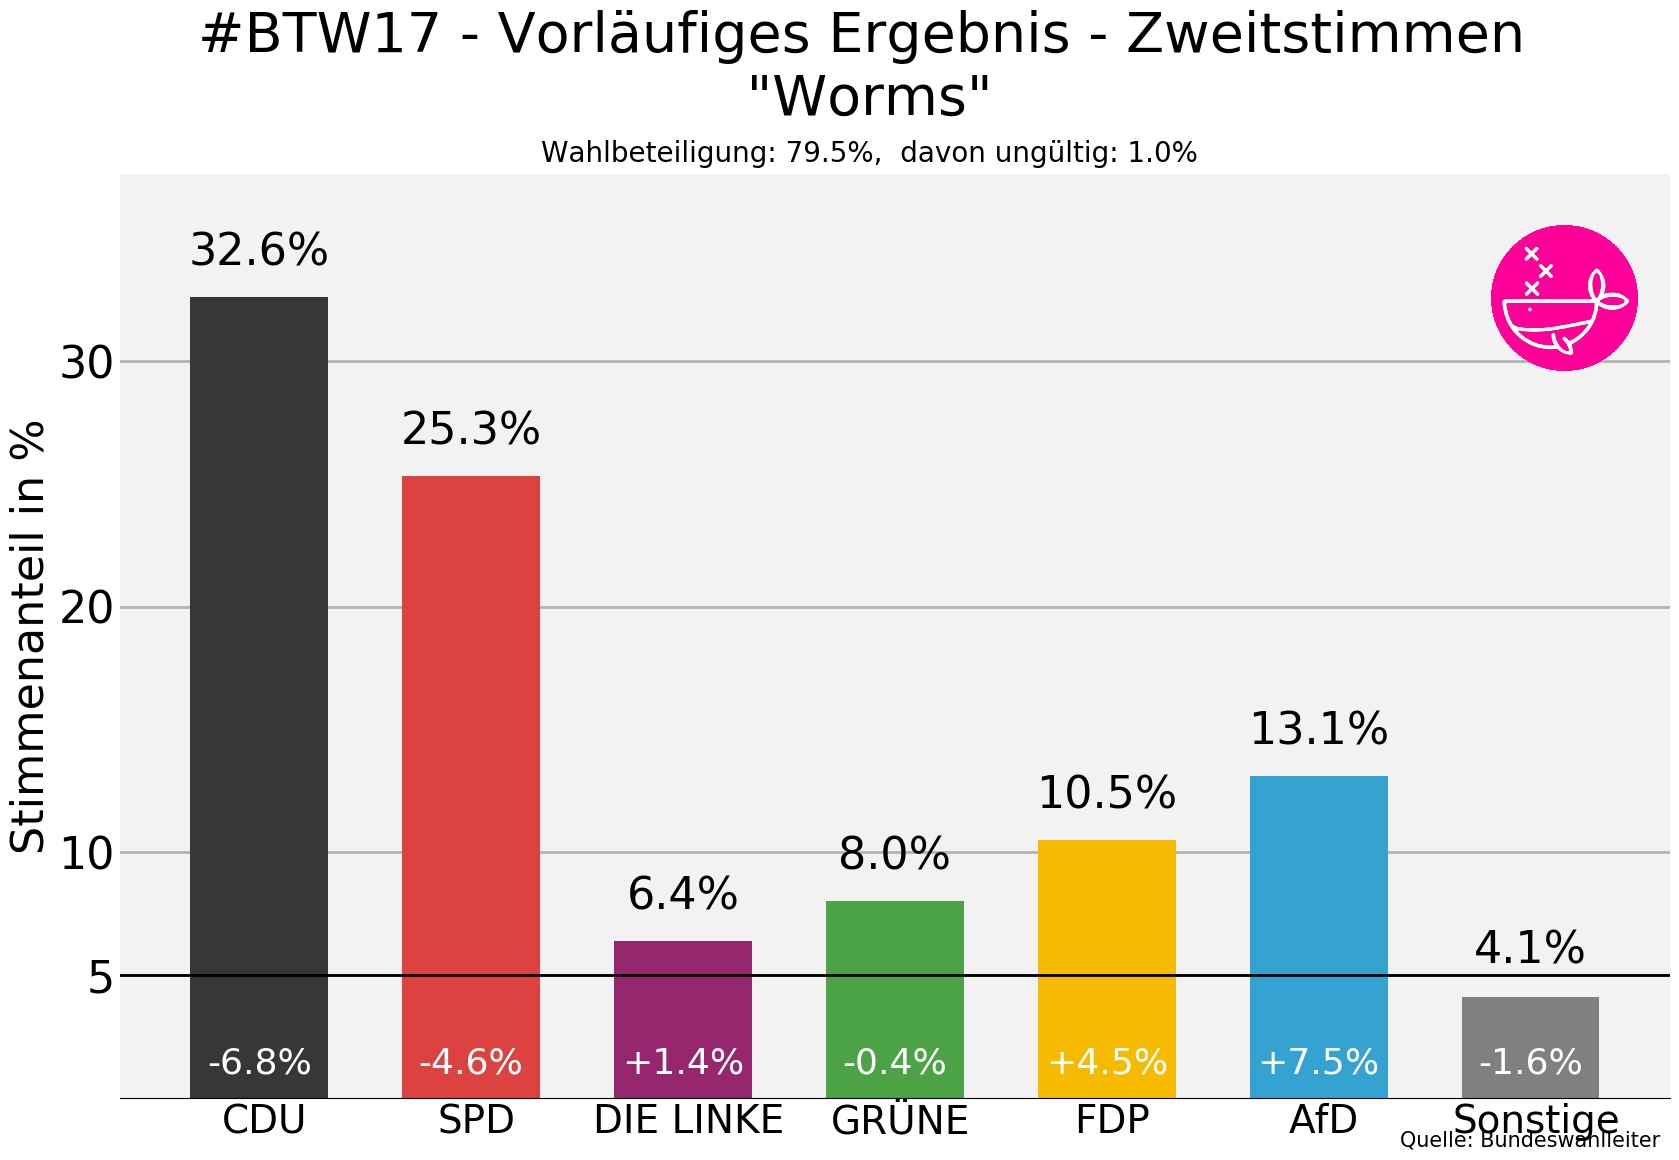 #BTW17 - Vorläufiges Ergebnis - Zweitstimmen
"Worms"
Wahlbeteiligung: 79.5%,  davon ungültig: 1.0%
Stimmenanteil in %
30
20
10
5
32.6%
25.3%
6.4%
8.0%
10.5%
13.1%
4.1%
-6.8%
-4.6%
+1.4%
-0.4%
+4.5%
+7.5%
-1.6%
CDU
SPD
DIE LINKE
GRÜNE
FDP
AfD
Sonstige
Quelle: Bundeswahlleiter